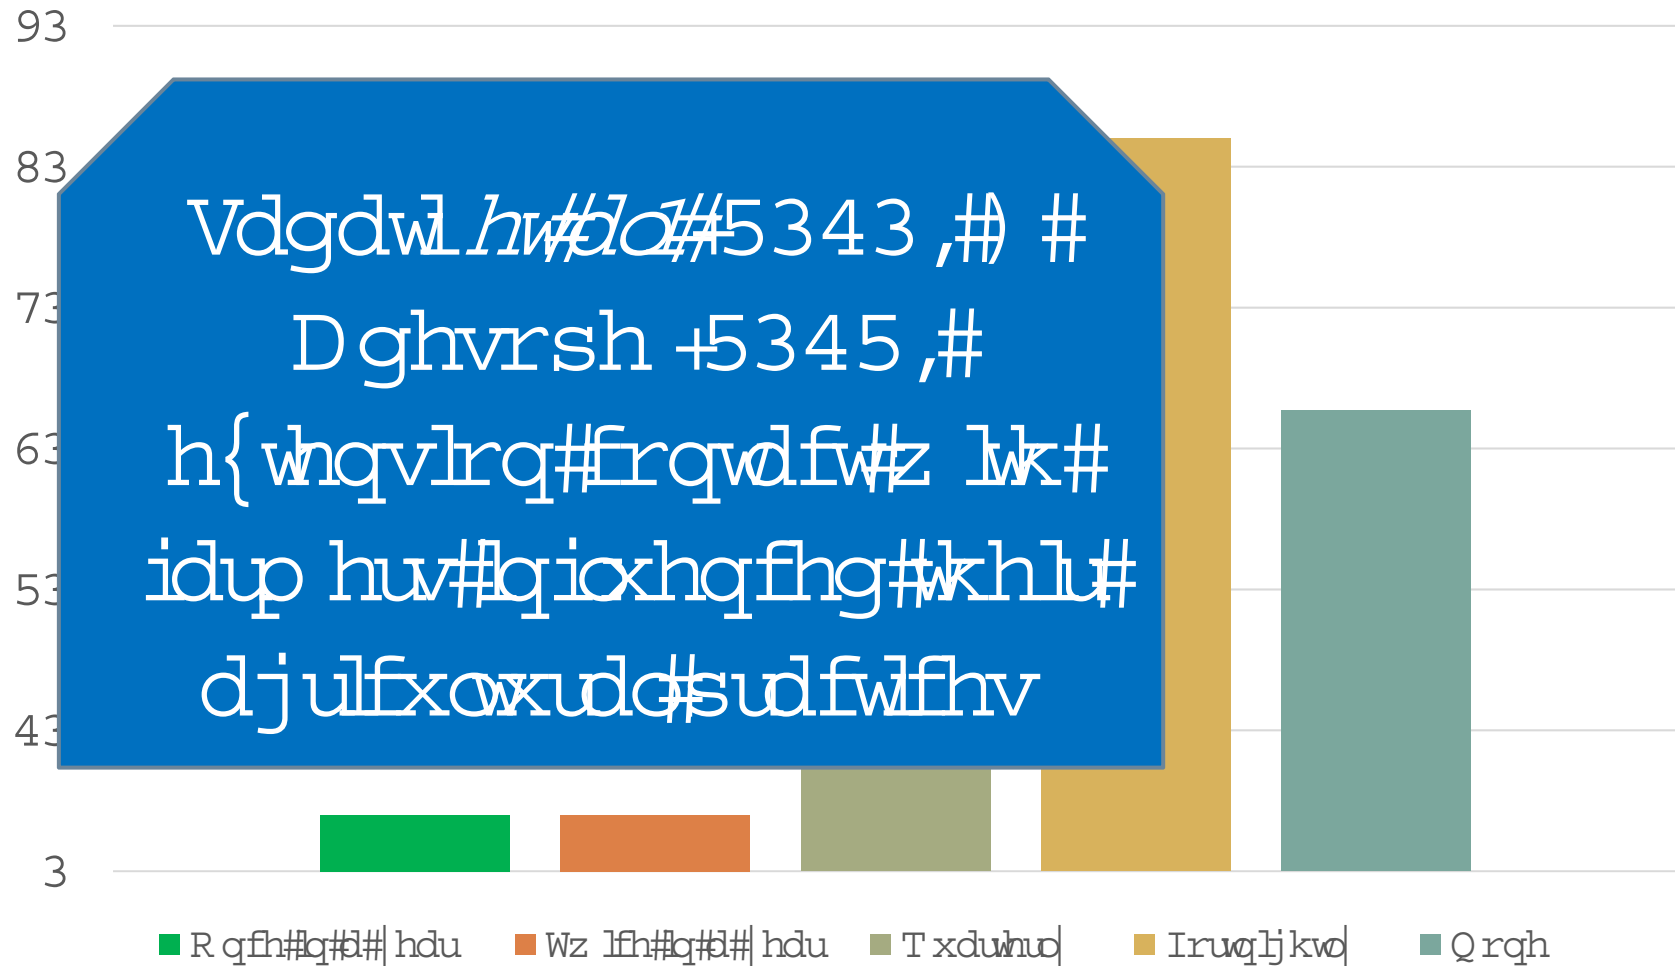 93
83
73
63
53
43
3
Vdgdwl hw#do1#+5343,#)#
Dghvrsh +5345,#
h{whqvlrq#frqwdfw#zlwk#
iduphuv#lqioxhqfhg#wkhlu#
djulfxowxudo#sudfwlfhv
Rqfh#lq#d#|hdu Wzlfh#lq#d#|hdu Txduwhuo| Iruwqljkwo| Qrqh